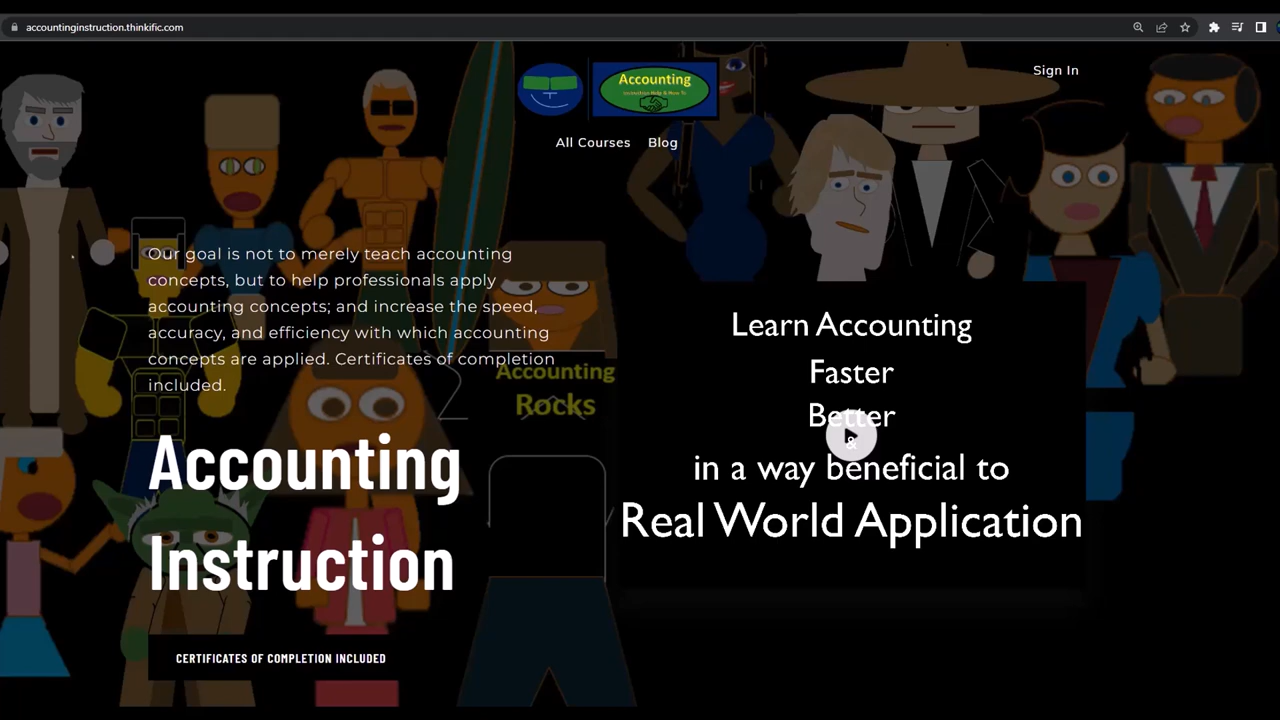 accountinginstruction.thinkific.com
Sign In
Accounting
All Courses Blog
Our goal is not to merely teach accounting
concepts, but to help professionals apply
accounting concepts; and increase the speed,
accuracy, and efficiency with which accounting
concepts are applied. Certificates of completion
included.
Accounting
Rocks
Accounting
Instruction
CERTIFICATES OF COMPLETION INCLUDED
Learn Accounting
Faster
Better
&
in a way beneficial to
Real World Application